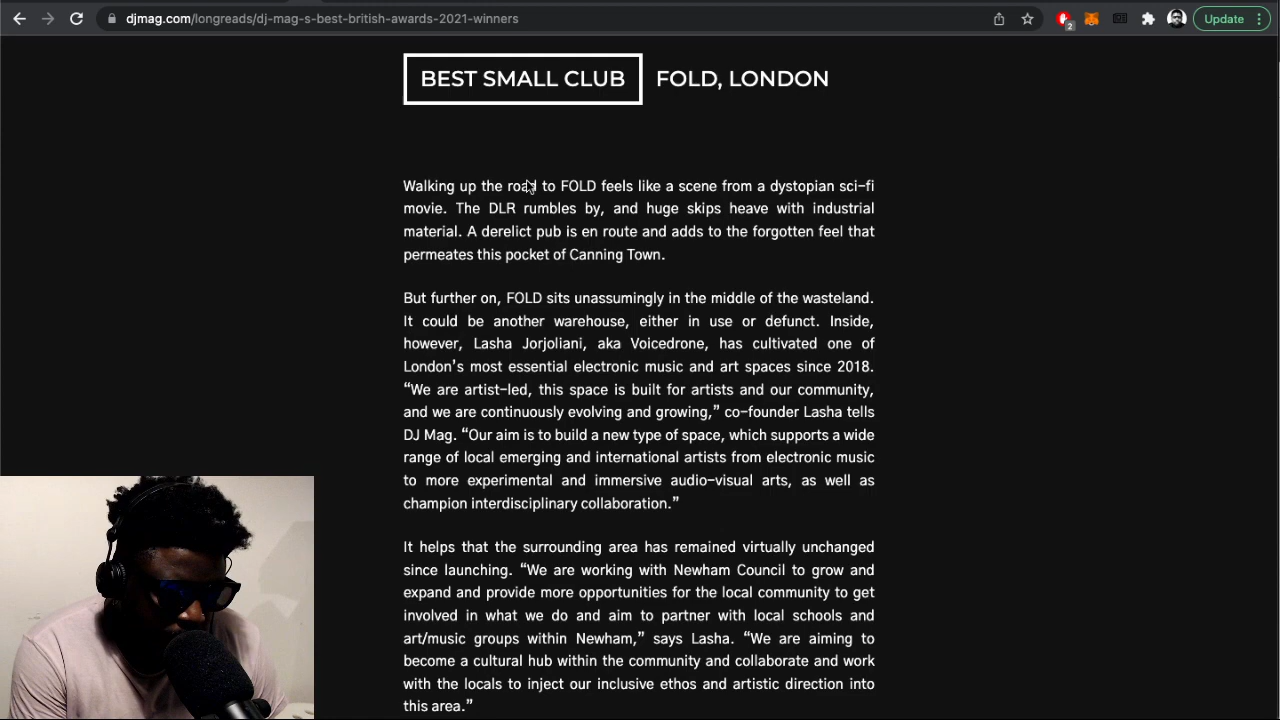 djmag.com/longreads/dj-mag-s-best-british-awards-2021-winners
2
Update
BEST SMALL CLUB FOLD, LONDON
Walking up the road to FOLD feels like a scene from a dystopian sci-fi
movie. The DLR rumbles by, and huge skips heave with industrial
material. A derelict pub is en route and adds to the forgotten feel that
permeates this pocket of Canning Town.
But further on, FOLD sits unassumingly in the middle of the wasteland.
It could be another warehouse, either in use or defunct. Inside,
however, Lasha Jorjoliani, aka Voicedrone, has cultivated one of
London’s most essential electronic music and art spaces since 2018.
“We are artist-led, this space is built for artists and our community,
and we are continuously evolving and growing,” co-founder Lasha tells
DJ Mag. “Our aim is to build a new type of space, which supports a wide
range of local emerging and international artists from electronic music
to more experimental and immersive audio-visual arts, as well as
champion interdisciplinary collaboration.”
It helps that the surrounding area has remained virtually unchanged
since launching. “We are working with Newham Council to grow and
expand and provide more opportunities for the local community to get
involved in what we do and aim to partner with local schools and
art/music groups within Newham,” says Lasha. “We are aiming to
become a cultural hub within the community and collaborate and work
with the locals to inject our inclusive ethos and artistic direction into
this area.”